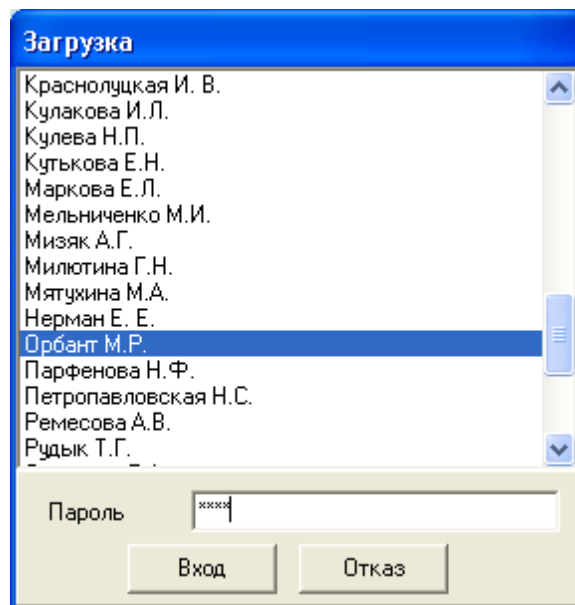 Загрузка
Краснолуцкая И. В.
Кулакова И.Л.
Кулева Н.П.
Кутькова Е.Н.
Маркова Е.Л.
Мельниченко М.И.
Мизяк А.Г.
Милютина Г.Н.
Мятухина М.А.
Нерман Е. Е.
Орбант М.Р.
Парфенова Н.Ф.
Петропавловская Н.С.
Ремесова А.В.
Рудык Т.Г.
Пароль ****
Вход Отказ